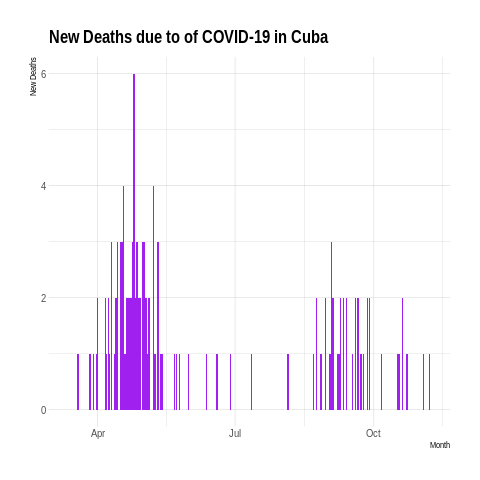 New Deaths due to of COVID-19 in Cuba
New Deaths
6
4
2
0
Apr
Jul
Oct
Month